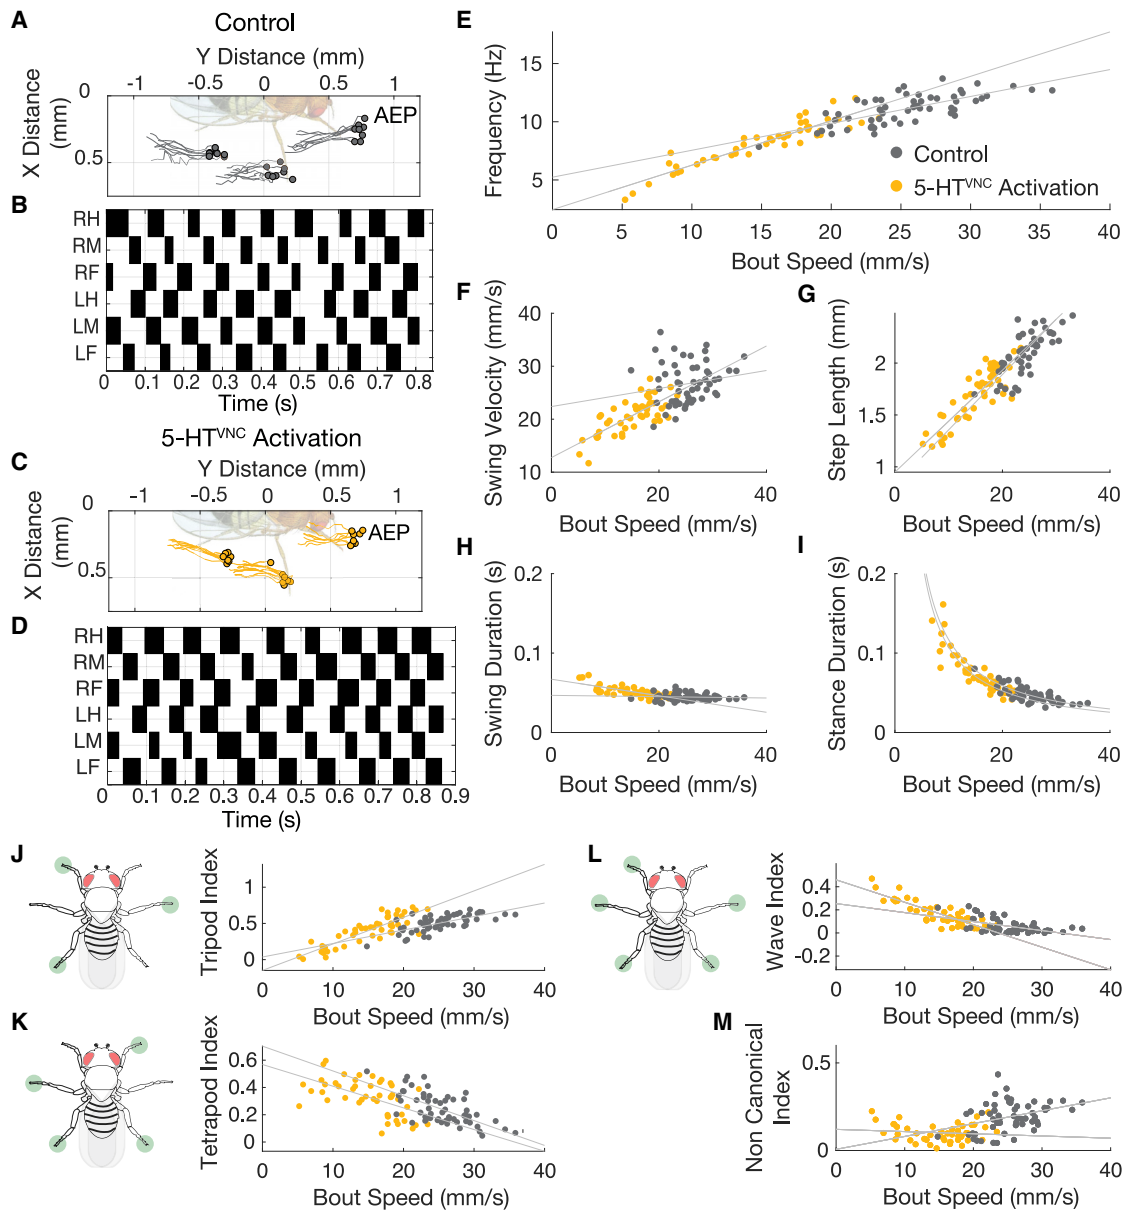 A
Control
Y Distance (mm)
-1 -0.5 0 0.5 1
X Distance (mm)
0
0.5
AEP
B
RH
RM
RF
LH
LM
LF
0 0.1 0.2 0.3 0.4 0.5 0.6 0.7 0.8
Time (s)
5-HTVNC Activation
C
Y Distance (mm)
-1 -0.5 0 0.5 1
X Distance (mm)
0
0.5
AEP
D
RH
RM
RF
LH
LM
LF
0 0.1 0.2 0.3 0.4 0.5 0.6 0.7 0.8 0.9
Time (s)
E
Frequency (Hz)
15
10
5
Control
5-HTVNC Activation
0 5 10 15 20 25 30 35 40
Bout Speed (mm/s)
F
Swing Velocity (mm/s)
40
30
20
10
0 20 40
Bout Speed (mm/s)
G
Step Length (mm)
2
1.5
1
0 20 40
Bout Speed (mm/s)
H
Swing Duration (s)
0.2
0.1
0
0 20 40
Bout Speed (mm/s)
I
Stance Duration (s)
0.2
0.1
0
0 20 40
Bout Speed (mm/s)
J
Tripod Index
1
0.5
0
0 10 20 30 40
Bout Speed (mm/s)
K
Tetrapod Index
0.6
0.4
0.2
0
0 10 20 30 40
Bout Speed (mm/s)
L
Wave Index
0.4
0.2
0
-0.2
0 10 20 30 40
Bout Speed (mm/s)
M
Non Canonical
Index
0.5
0
0 10 20 30 40
Bout Speed (mm/s)